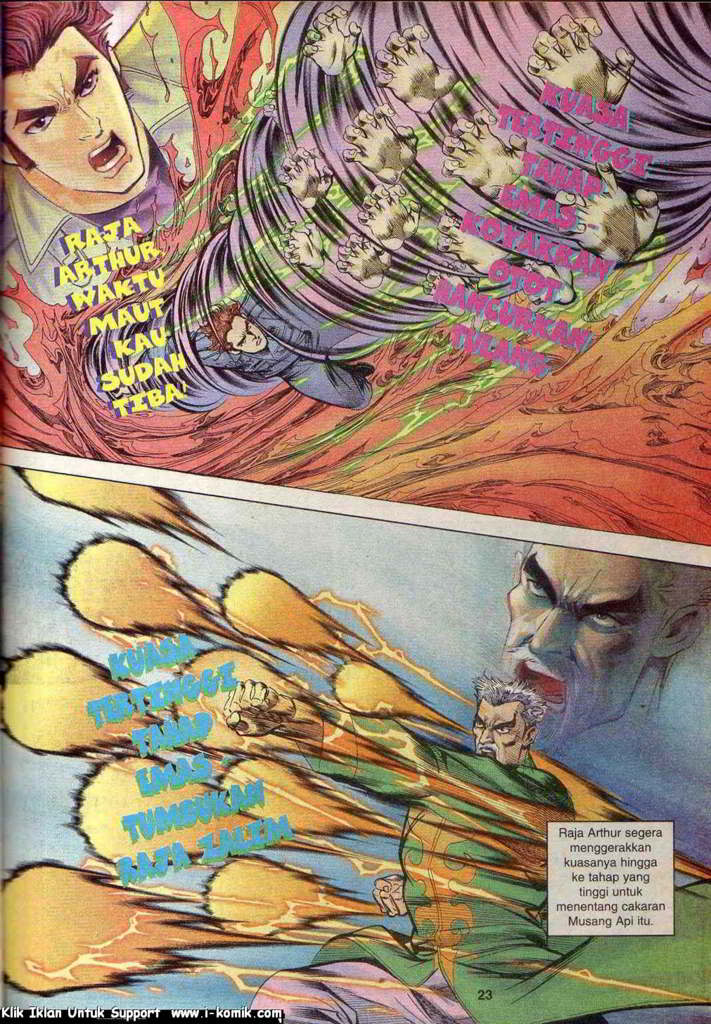 RAJA
ARTHUR
WAKTU
MAUT
KAU
SUDAH
TIBA!
KUASA
TERTINGGI
TAHAP
EMAS -
KOYAKKAN
OTOT
HANCURKAN
TULANG
KUASA
TERTINGGI
TAHAP
EMAS -
TUMBUKAN
RAJA ZALIM
Raja Arthur segera
menggerakkan
kuasanya hingga
ke tahap yang
tinggi untuk
menentang cakaran
Musang Api itu.
23
Klik Iklan Untuk Support www.i-komik.com